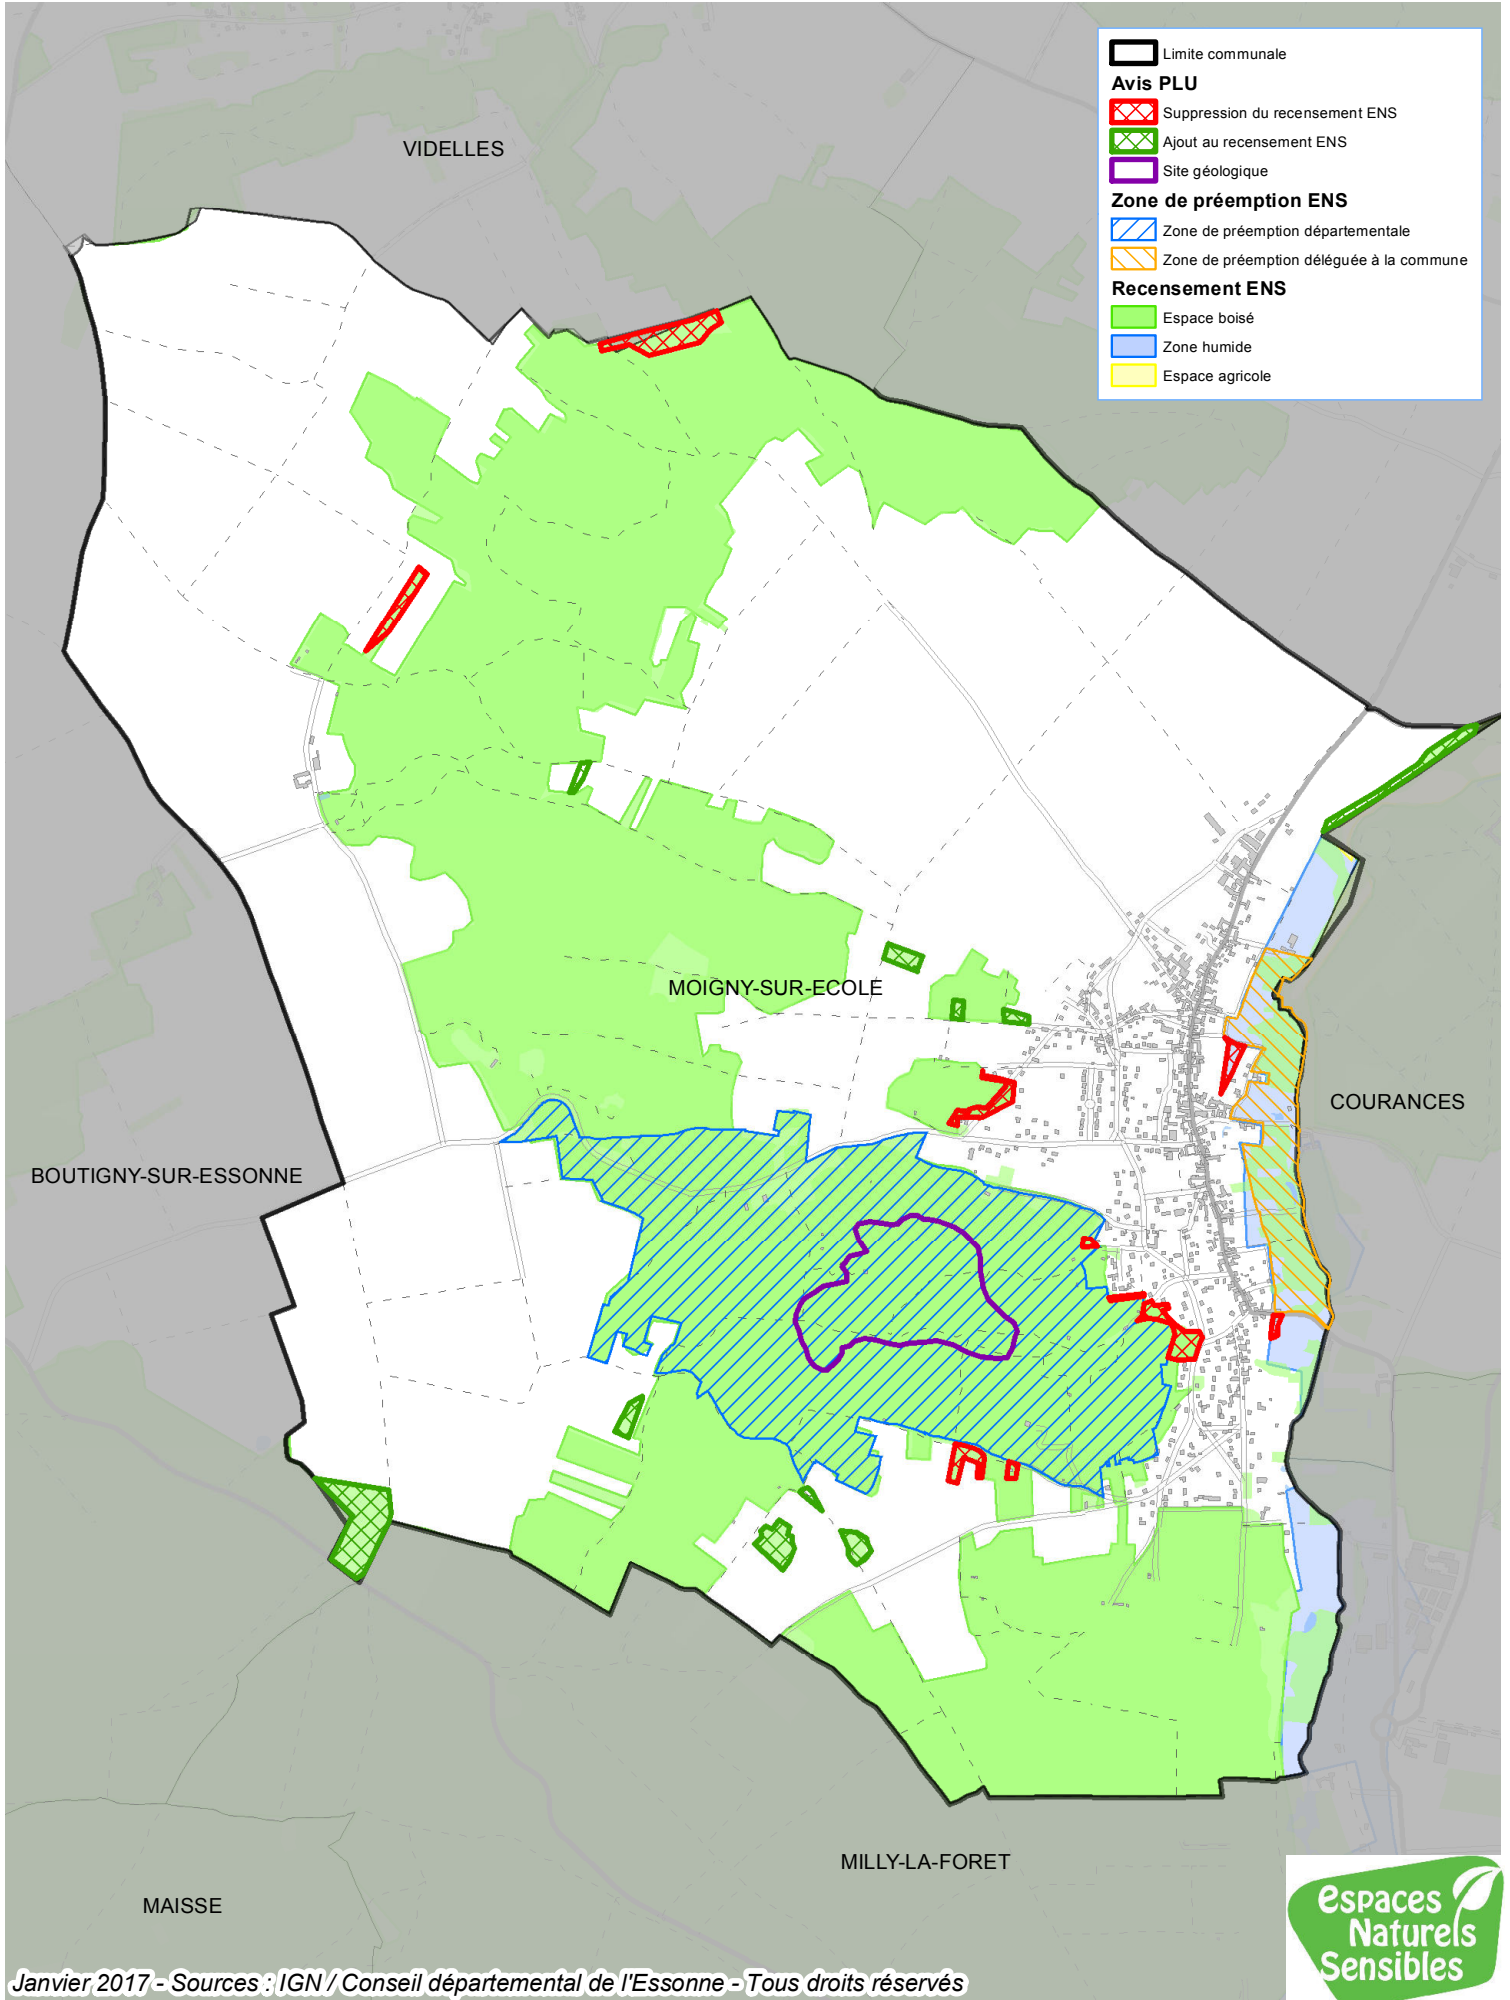 Limite communale
Avis PLU
Suppression du recensement ENS
Ajout au recensement ENS
Site géologique
Zone de préemption ENS
Zone de préemption départementale
Zone de préemption déléguée à la commune
Recensement ENS
Espace boisé
Zone humide
Espace agricole
VIDELLES
MOIGNY-SUR-ECOLE
COURANCES
BOUTIGNY-SUR-ESSONNE
MILLY-LA-FORET
MAISSE
espaces
Naturels
Sensibles
Janvier 2017 - Sources : IGN / Conseil départemental de l'Essonne - Tous droits réservés